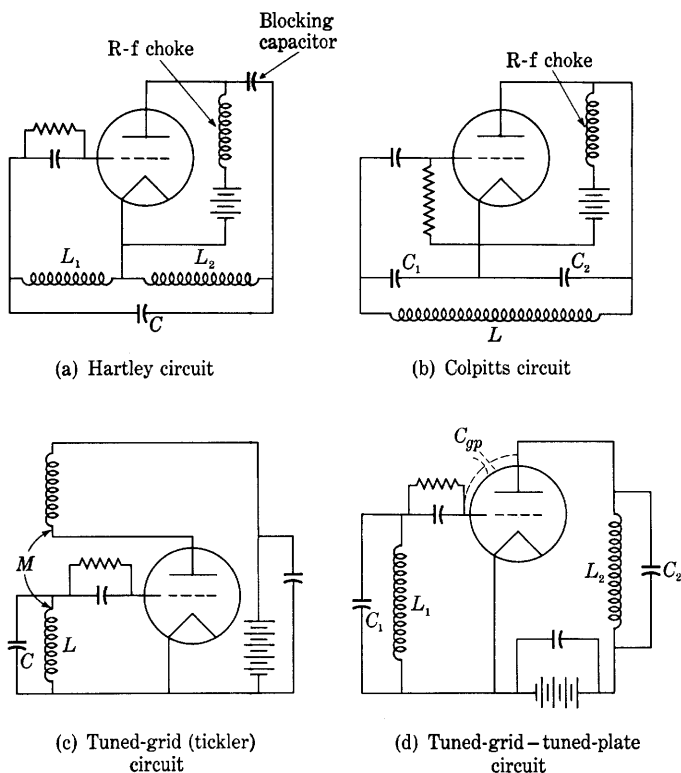 Blocking
capacitor
R-f choke
L₁
L₂
C
(a) Hartley circuit
R-f choke
C₁
C₂
L
(b) Colpitts circuit
M
C
L
(c) Tuned-grid (tickler)
circuit
C_gp
C₁
L₁
L₂
C₂
(d) Tuned-grid–tuned-plate
circuit